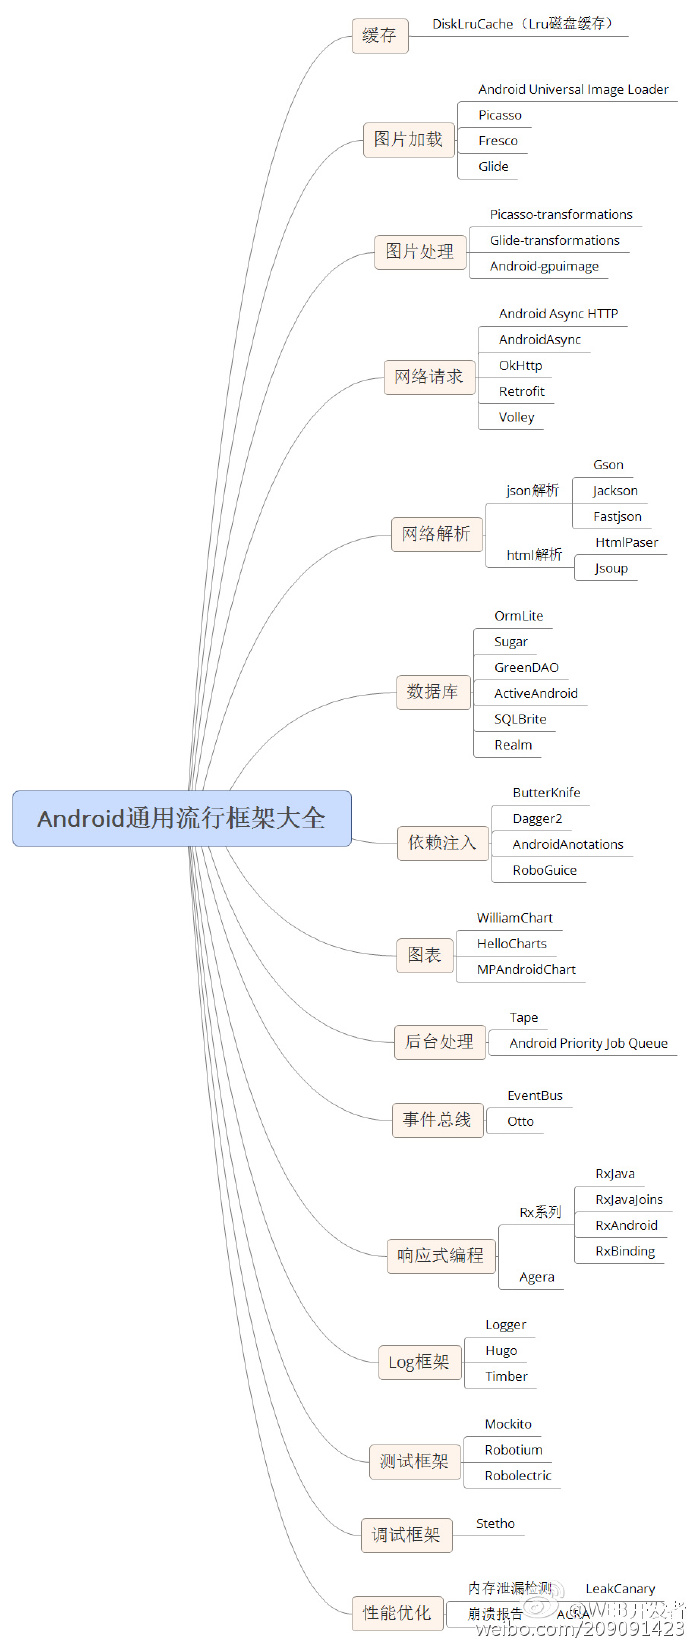 Android通用流行框架大全
缓存
DiskLruCache（Lru磁盘缓存）
图片加载
Android Universal Image Loader
Picasso
Fresco
Glide
图片处理
Picasso-transformations
Glide-transformations
Android-gpuimage
网络请求
Android Async HTTP
AndroidAsync
OkHttp
Retrofit
Volley
网络解析
json解析
Gson
Jackson
Fastjson
html解析
HtmlPaser
Jsoup
数据库
OrmLite
Sugar
GreenDAO
ActiveAndroid
SQLBrite
Realm
依赖注入
ButterKnife
Dagger2
AndroidAnotations
RoboGuice
图表
WilliamChart
HelloCharts
MPAndroidChart
后台处理
Tape
Android Priority Job Queue
事件总线
EventBus
Otto
响应式编程
Rx系列
RxJava
RxJavaJoins
RxAndroid
RxBinding
Agera
Log框架
Logger
Hugo
Timber
测试框架
Mockito
Robotium
Robolectric
调试框架
Stetho
性能优化
内存泄漏检测
LeakCanary
崩溃报告
ACRA
@WEB开发者
weibo.com/209091423